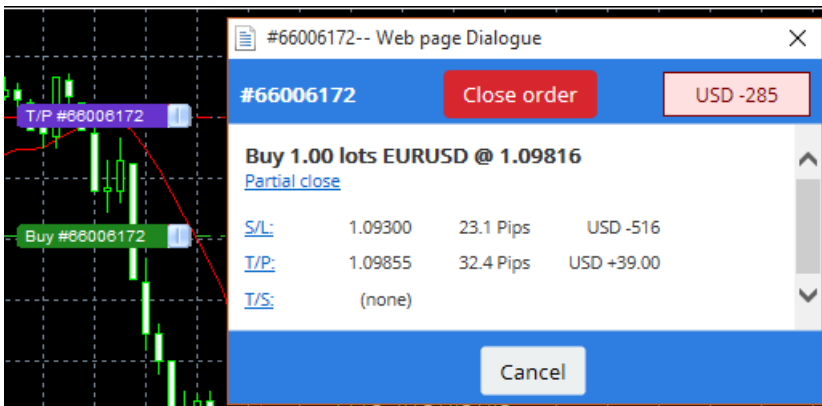 #66006172-- Web page Dialogue
#66006172 Close order USD -285
T/P #66006172
Buy 1.00 lots EURUSD @ 1.09816
Partial close
Buy #66006172
S/L: 1.09300 23.1 Pips USD -516
T/P: 1.09855 32.4 Pips USD +39.00
T/S: (none)
Cancel